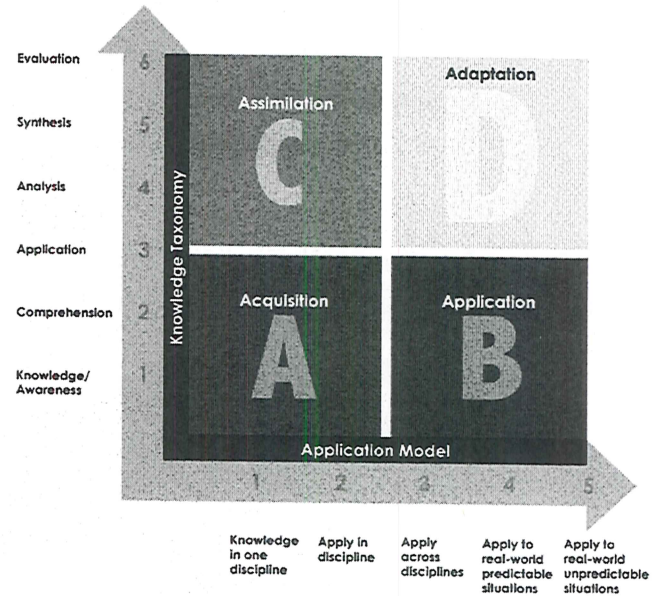 Evaluation
6
Adaptation
Assimilation
C
D
Synthesis
5
Analysis
4
Knowledge Taxonomy
Application
3
Acquisition
Application
Comprehension
2
A
B
Knowledge/
Awareness
1
Application Model
1 2 3 4 5
Knowledge
in one
discipline
Apply in
discipline
Apply
across
disciplines
Apply to
real-world
predictable
situations
Apply to
real-world
unpredictable
situations